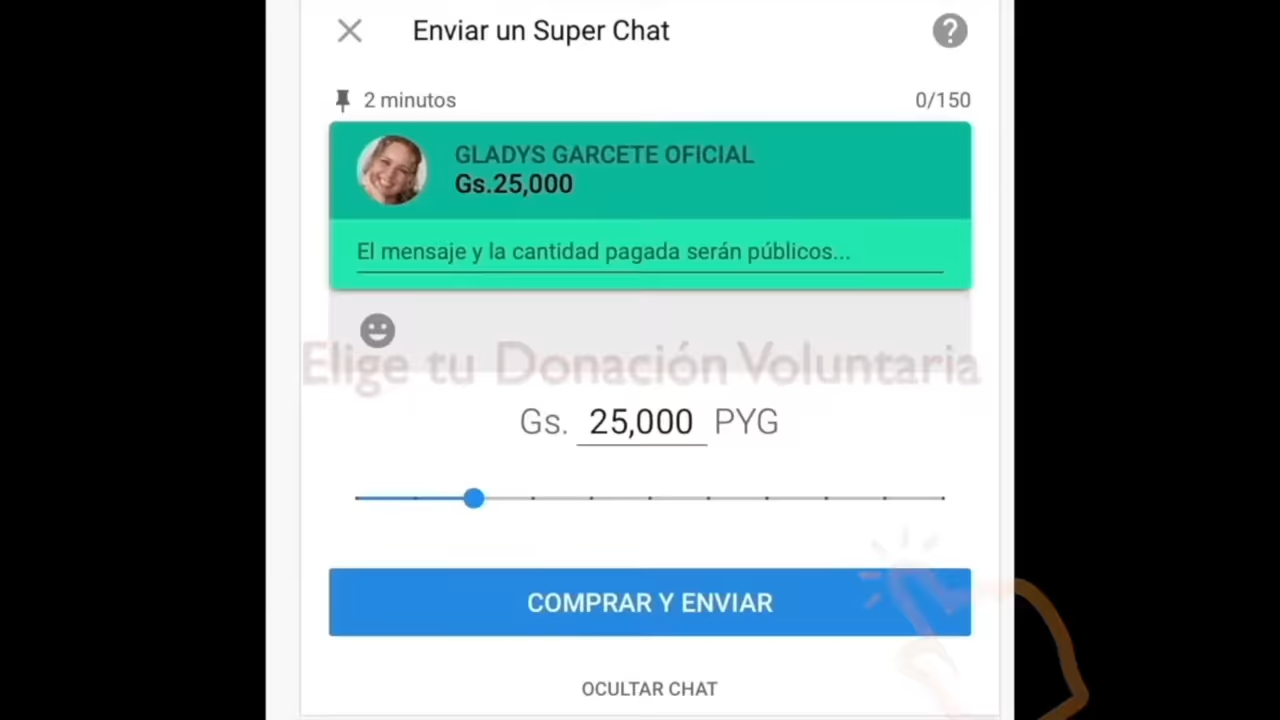 Enviar un Super Chat
2 minutos
0/150
GLADYS GARCETE OFICIAL
Gs.25,000
El mensaje y la cantidad pagada serán públicos...
Elige tu Donación Voluntaria
Gs. 25,000 PYG
COMPRAR Y ENVIAR
OCULTAR CHAT